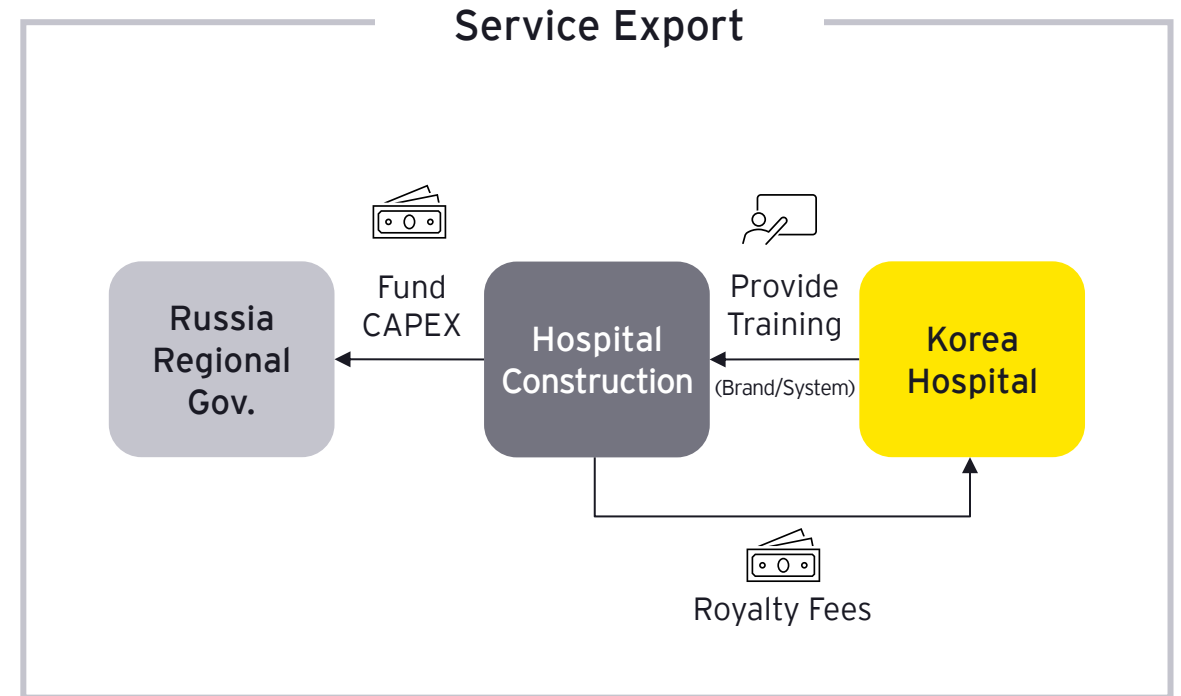 Service Export
Fund
CAPEX
Provide
Training
Russia
Regional
Gov.
Hospital
Construction
(Brand/System)
Korea
Hospital
Royalty Fees